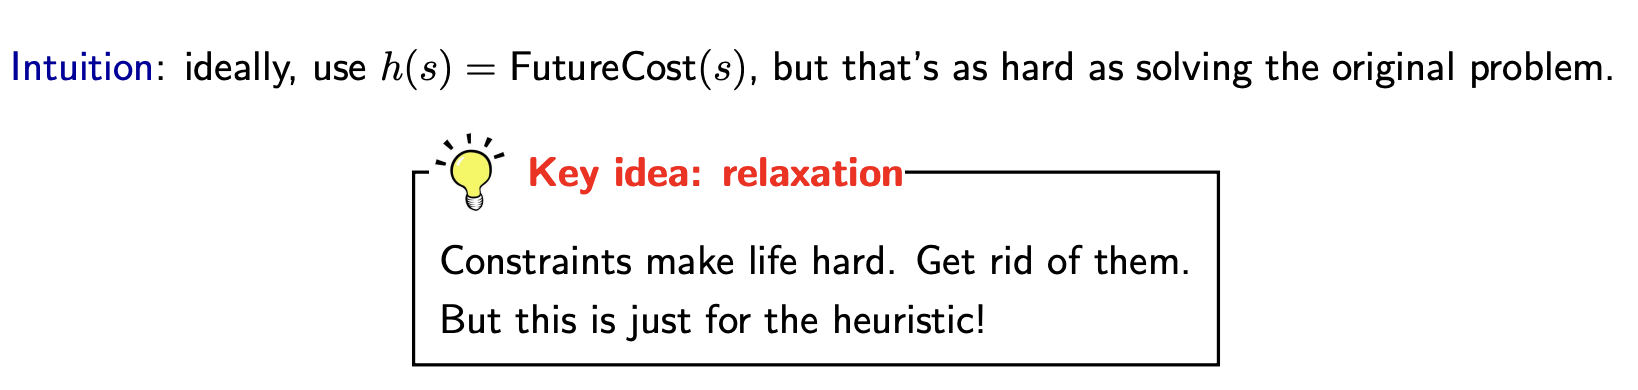 Intuition: ideally, use h(s) = FutureCost(s), but that's as hard as solving the original problem.
Key idea: relaxation
Constraints make life hard. Get rid of them.
But this is just for the heuristic!